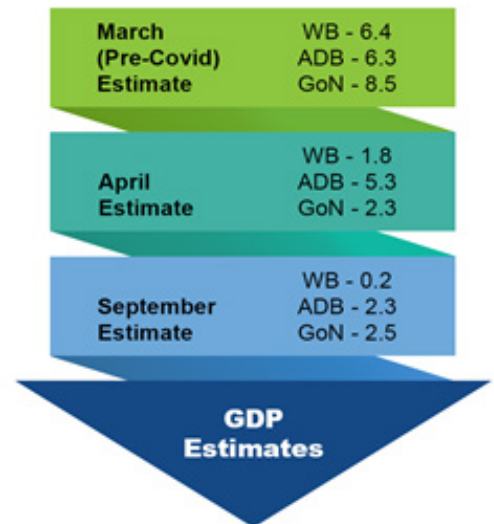 March WB - 6.4
(Pre-Covid) ADB - 6.3
Estimate GoN - 8.5
WB - 1.8
April ADB - 5.3
Estimate GoN - 2.3
WB - 0.2
September ADB - 2.3
Estimate GoN - 2.5
GDP
Estimates